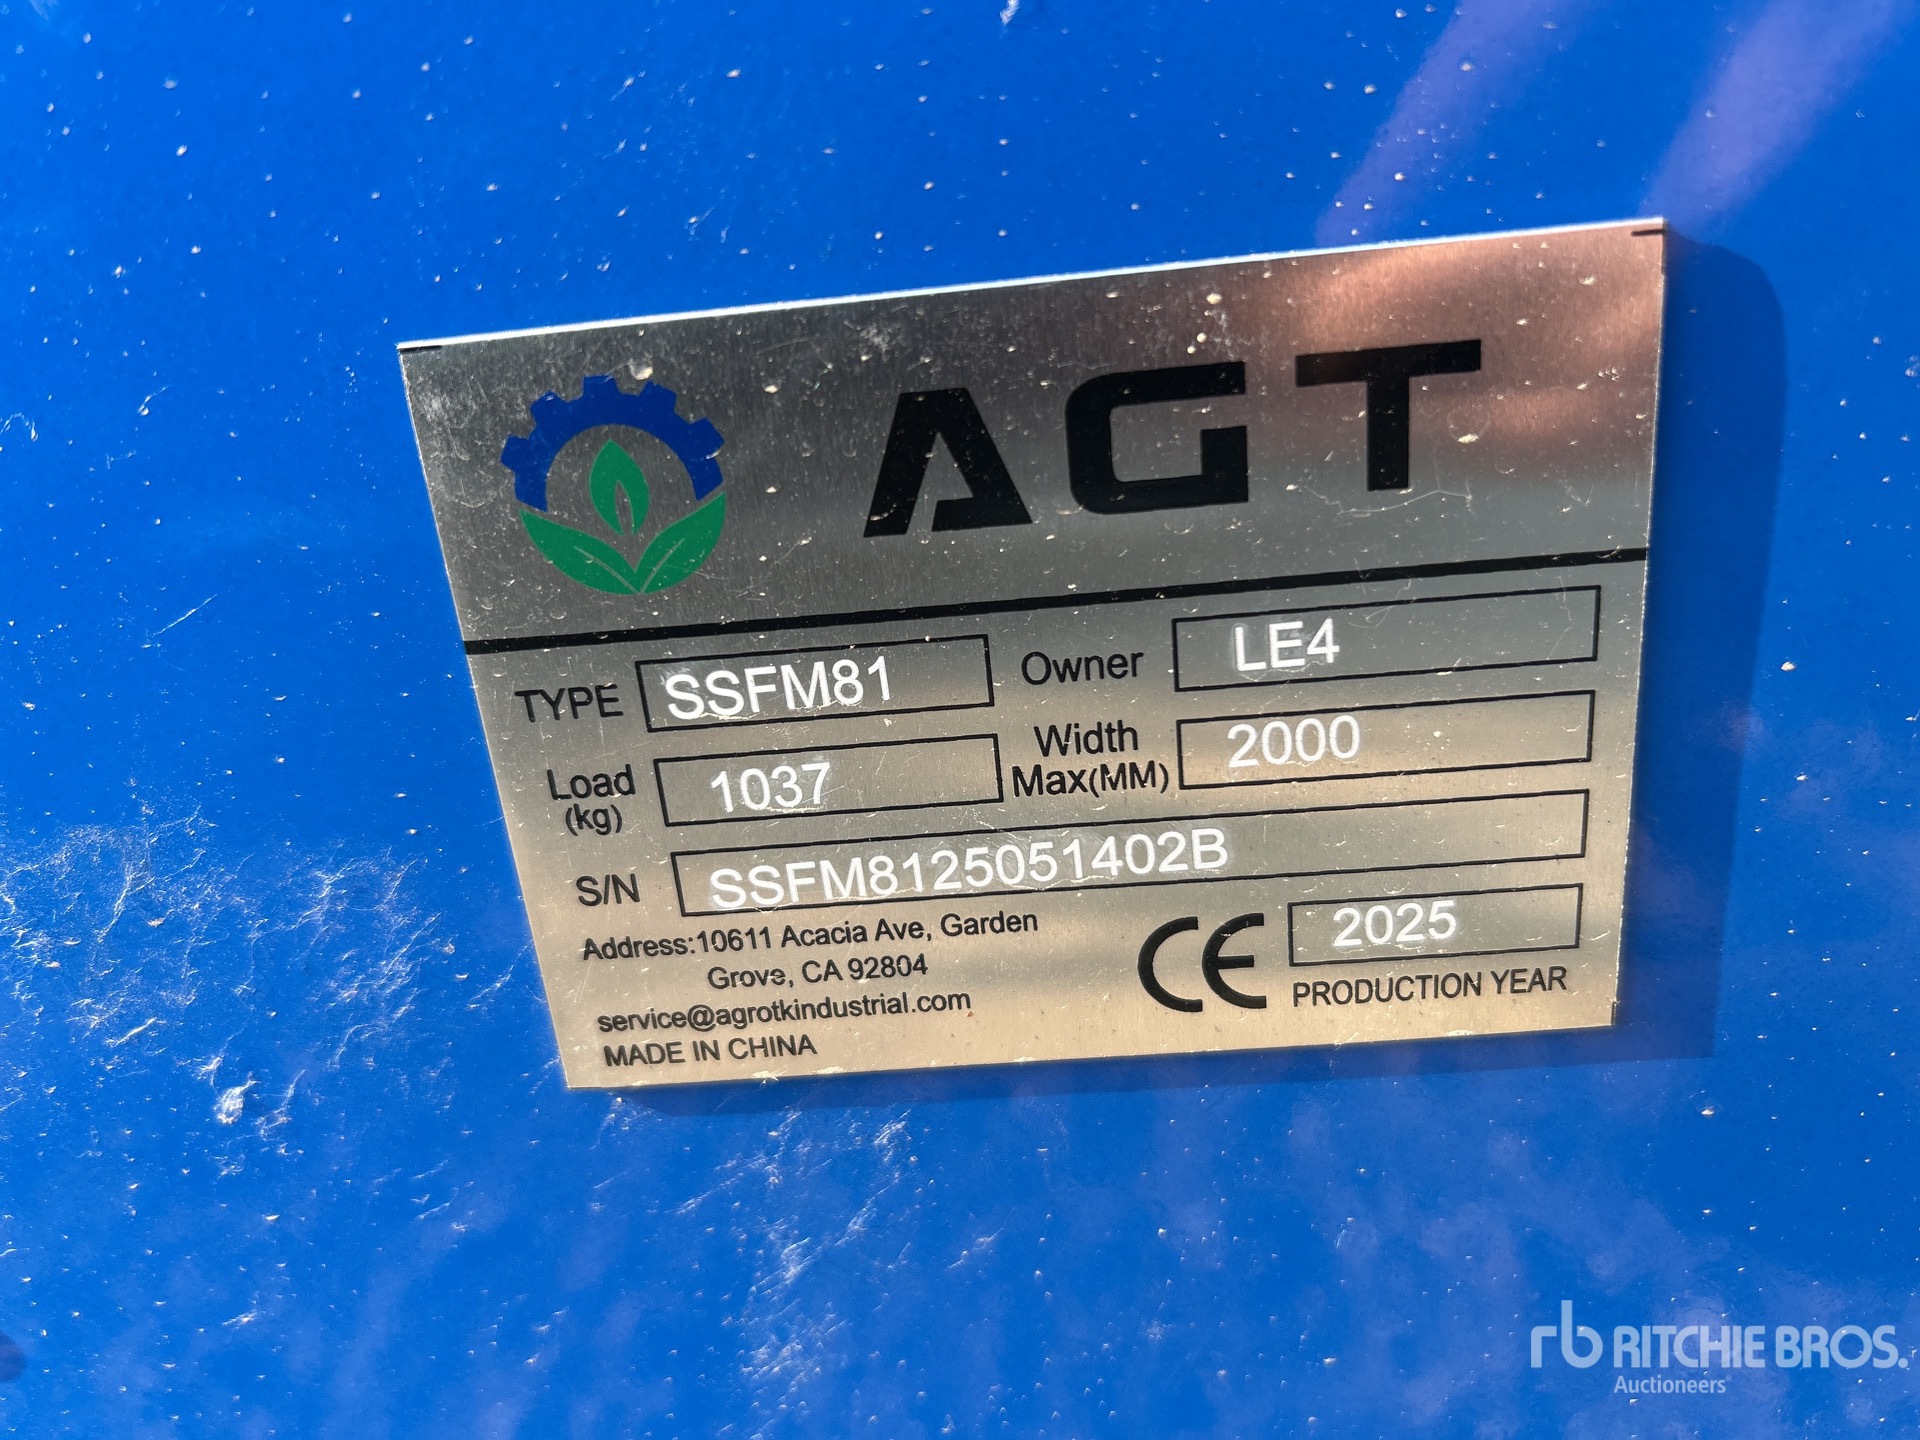 AGT
TYPE SSFM81 Owner LE4
Load (kg) 1037 Width Max(MM) 2000
S/N SSFM8125051402B
Address:10611 Acacia Ave, Garden
Grove, CA 92804
service@agrotkindustrial.com
MADE IN CHINA
CE 2025
PRODUCTION YEAR
rb RITCHIE BROS.
Auctioneers